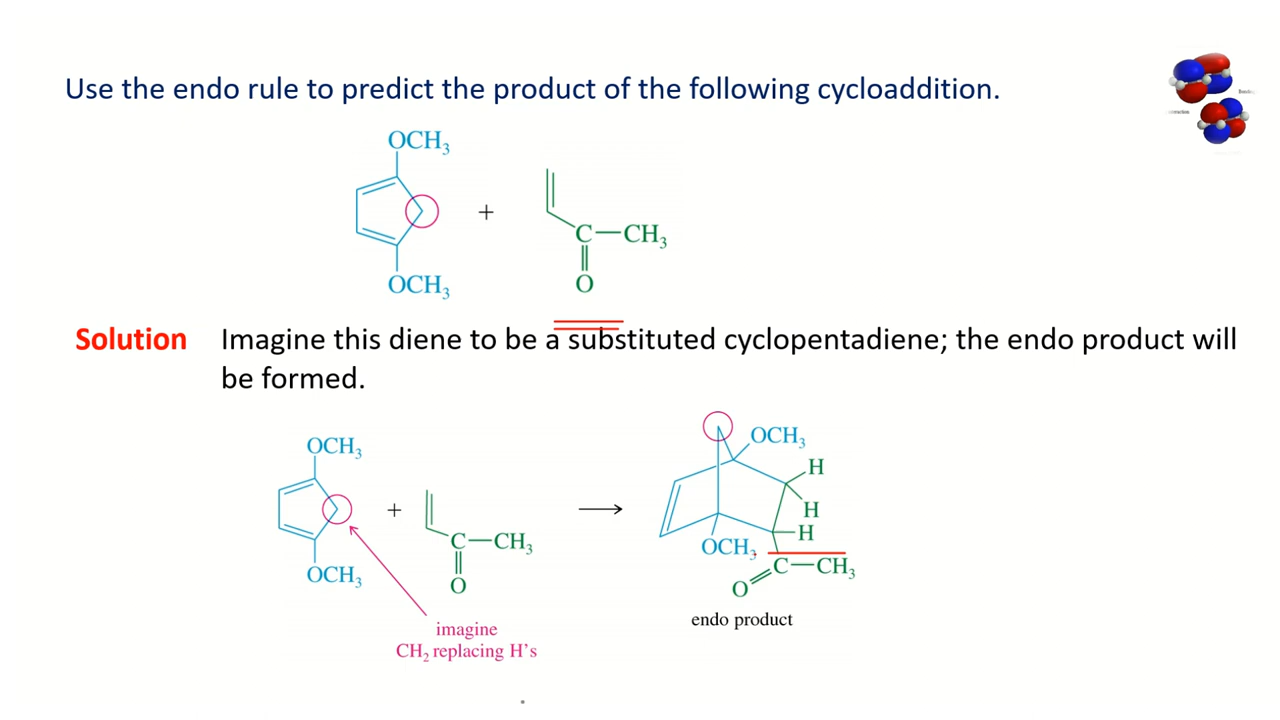 Use the endo rule to predict the product of the following cycloaddition.
OCH3
+
C—CH3
O
OCH3
Solution Imagine this diene to be a substituted cyclopentadiene; the endo product will
be formed.
OCH3
OCH3
H
+
H
C—CH3
H
OCH3
O
OCH3
C—CH3
O
endo product
imagine
CH2 replacing H's